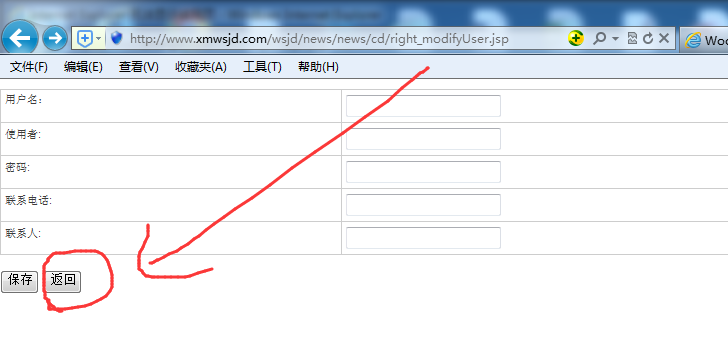 http://www.xmwsjd.com/wsjd/news/news/cd/right_modifyUser.jsp
Woo
文件(F) 编辑(E) 查看(V) 收藏夹(A) 工具(T) 帮助(H)
用户名:
使用者:
密码:
联系电话:
联系人:
保存 返回